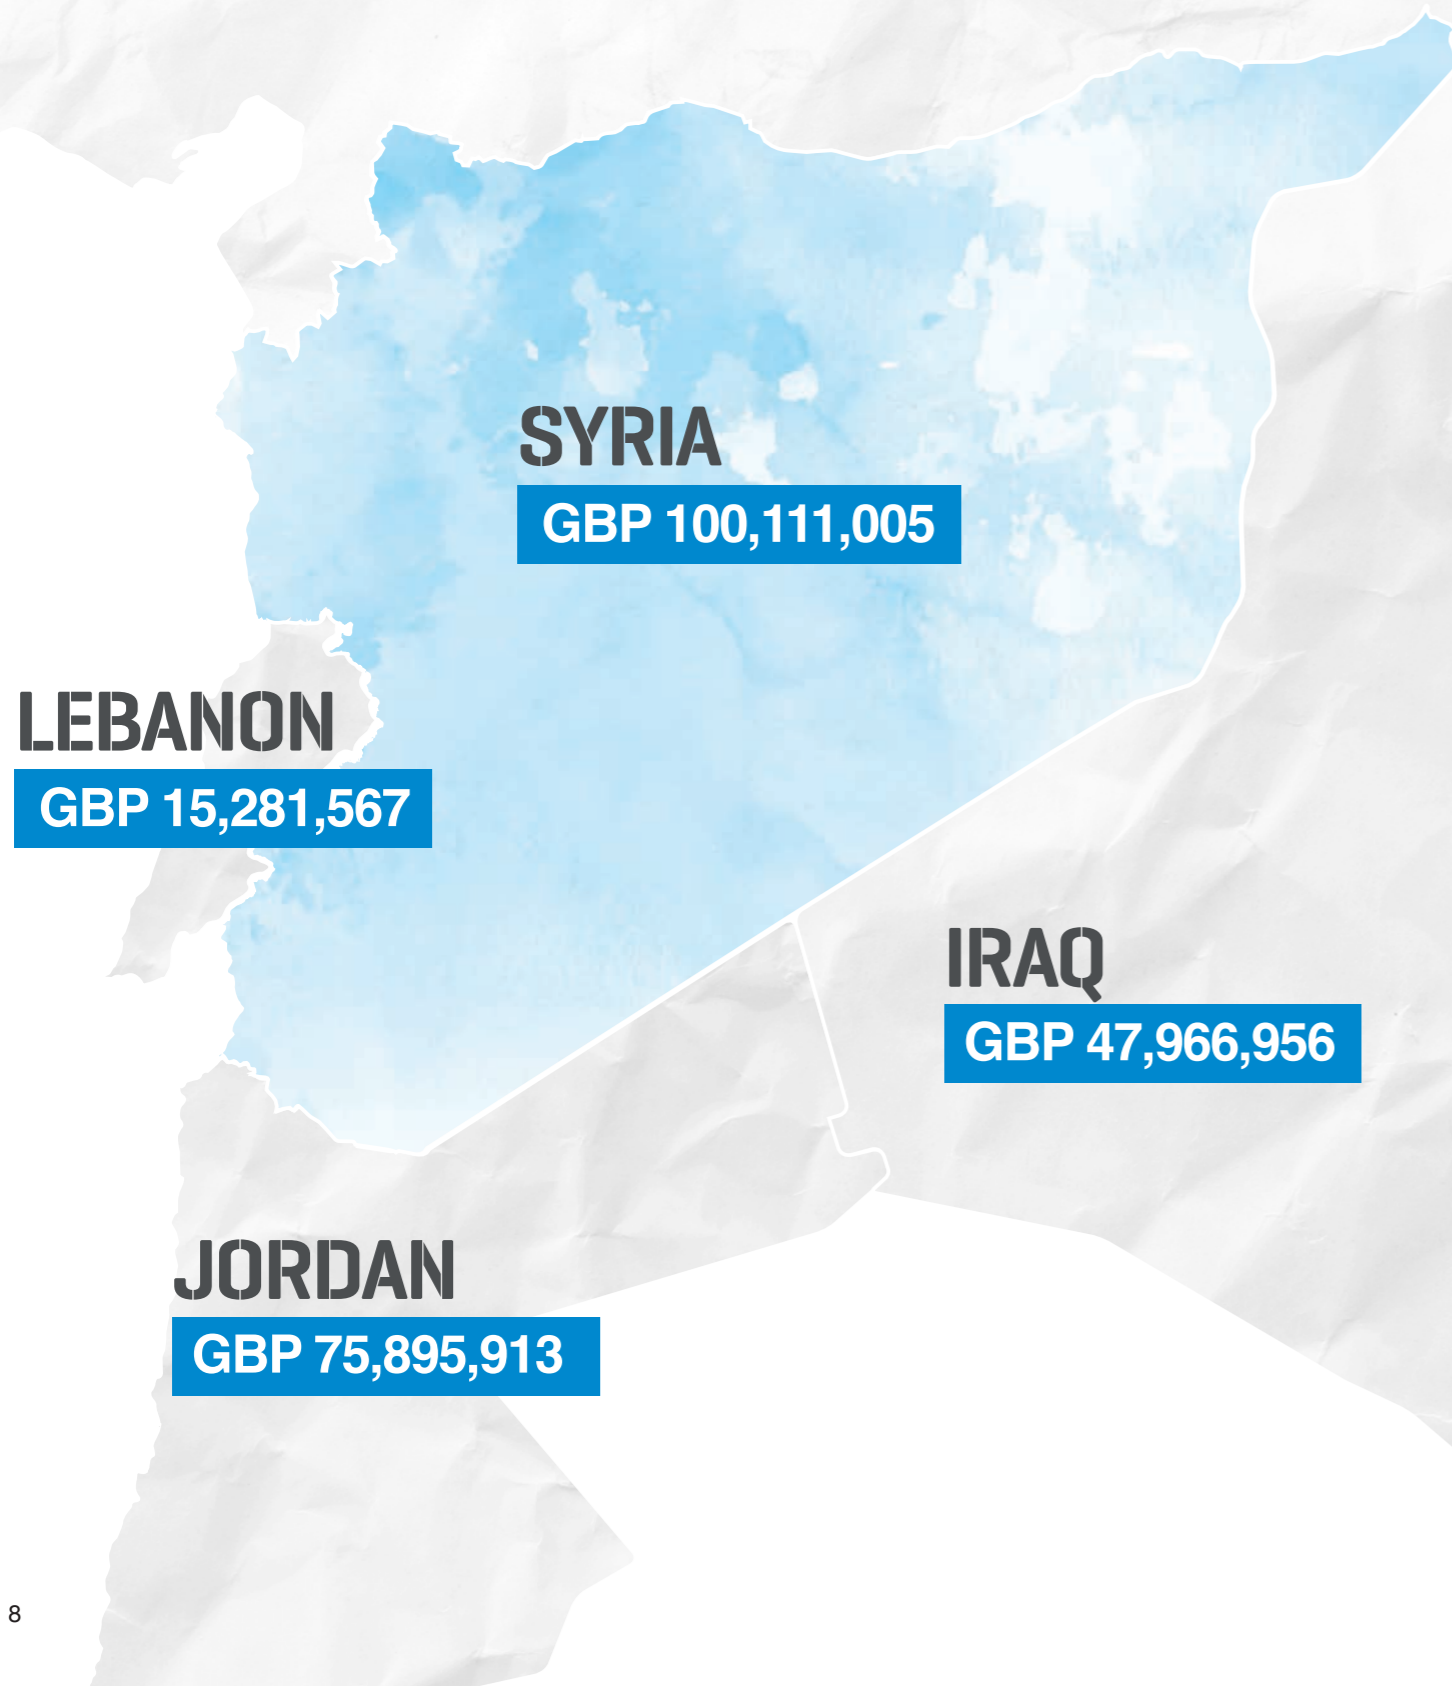 SYRIA
GBP 100,111,005
LEBANON
GBP 15,281,567
IRAQ
GBP 47,966,956
JORDAN
GBP 75,895,913
8